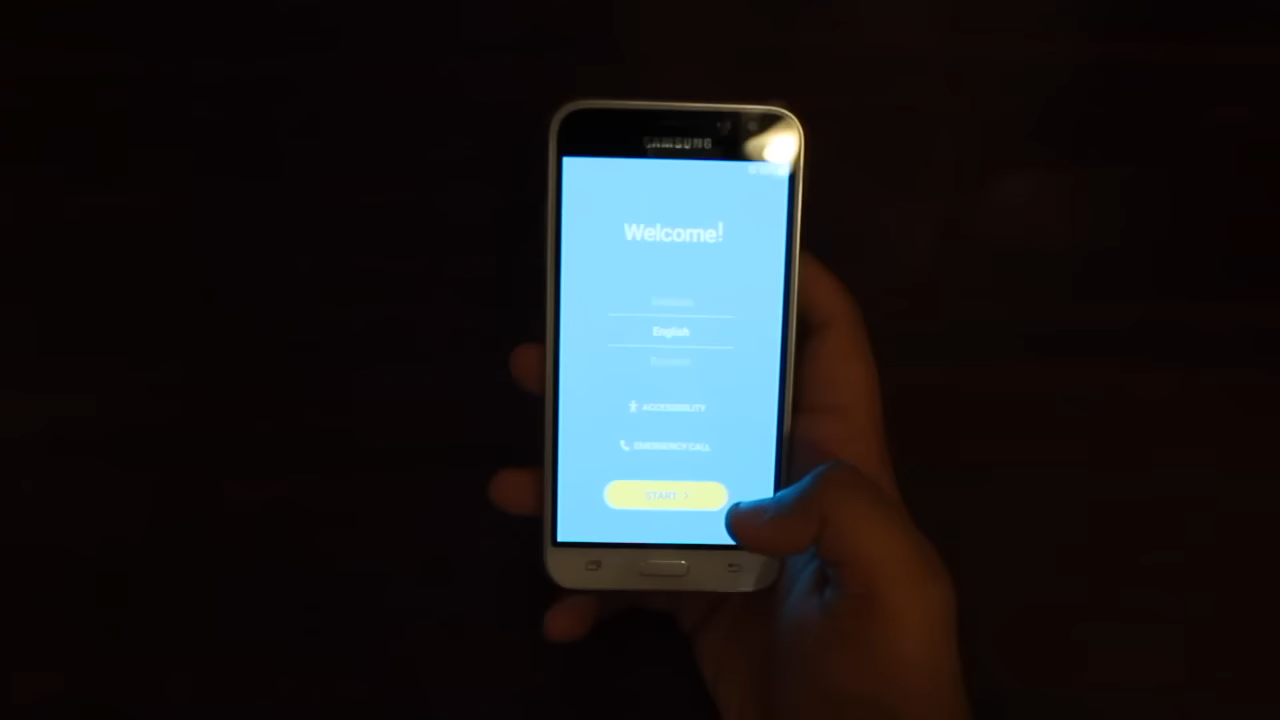 SAMSUNG
Welcome!
English
ACCESSIBILITY
EMERGENCY CALL
START